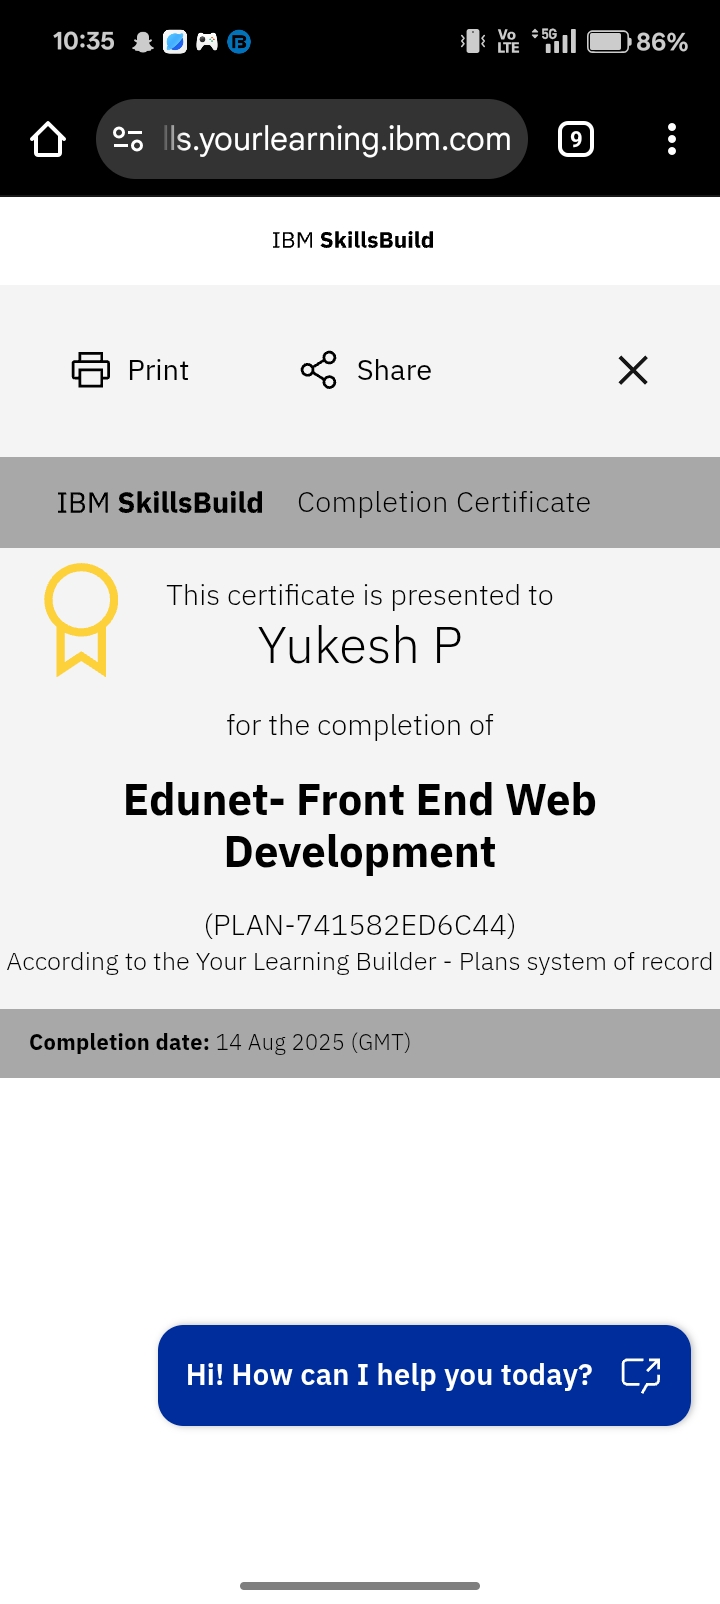 10:35
Vo
LTE
5G
86%
ls.yourlearning.ibm.com
9
IBM SkillsBuild
Print
Share
IBM SkillsBuild Completion Certificate
This certificate is presented to
Yukesh P
for the completion of
Edunet- Front End Web
Development
(PLAN-741582ED6C44)
According to the Your Learning Builder - Plans system of record
Completion date: 14 Aug 2025 (GMT)
Hi! How can I help you today?